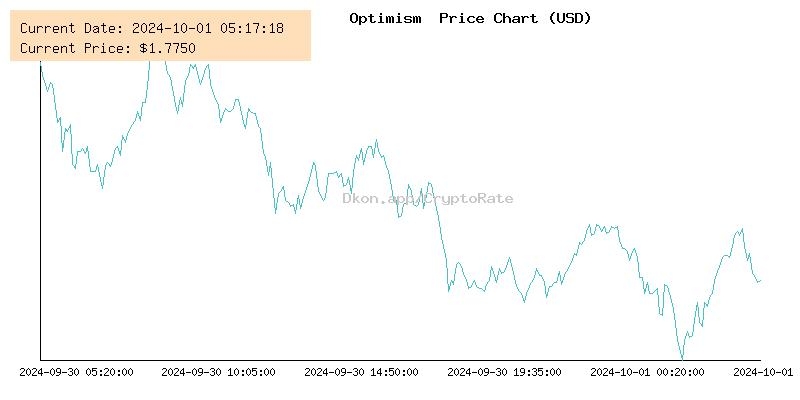 Optimism  Price Chart (USD)
Current Date: 2024-10-01 05:17:18
Current Price: $1.7750
Dkon.app/CryptoRate
2024-09-30 05:20:00 2024-09-30 10:05:00 2024-09-30 14:50:00 2024-09-30 19:35:00 2024-10-01 00:20:00 2024-10-01